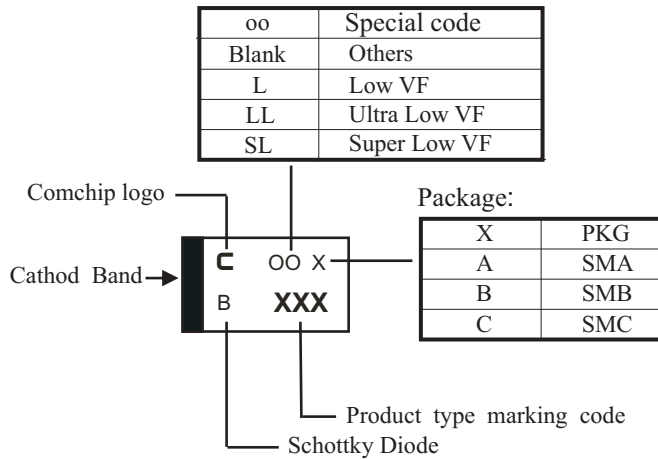 oo Special code
Blank Others
L Low VF
LL Ultra Low VF
SL Super Low VF
Comchip logo
Package:
X PKG
A SMA
B SMB
C SMC
Cathod Band
C OO X
B XXX
Product type marking code
Schottky Diode